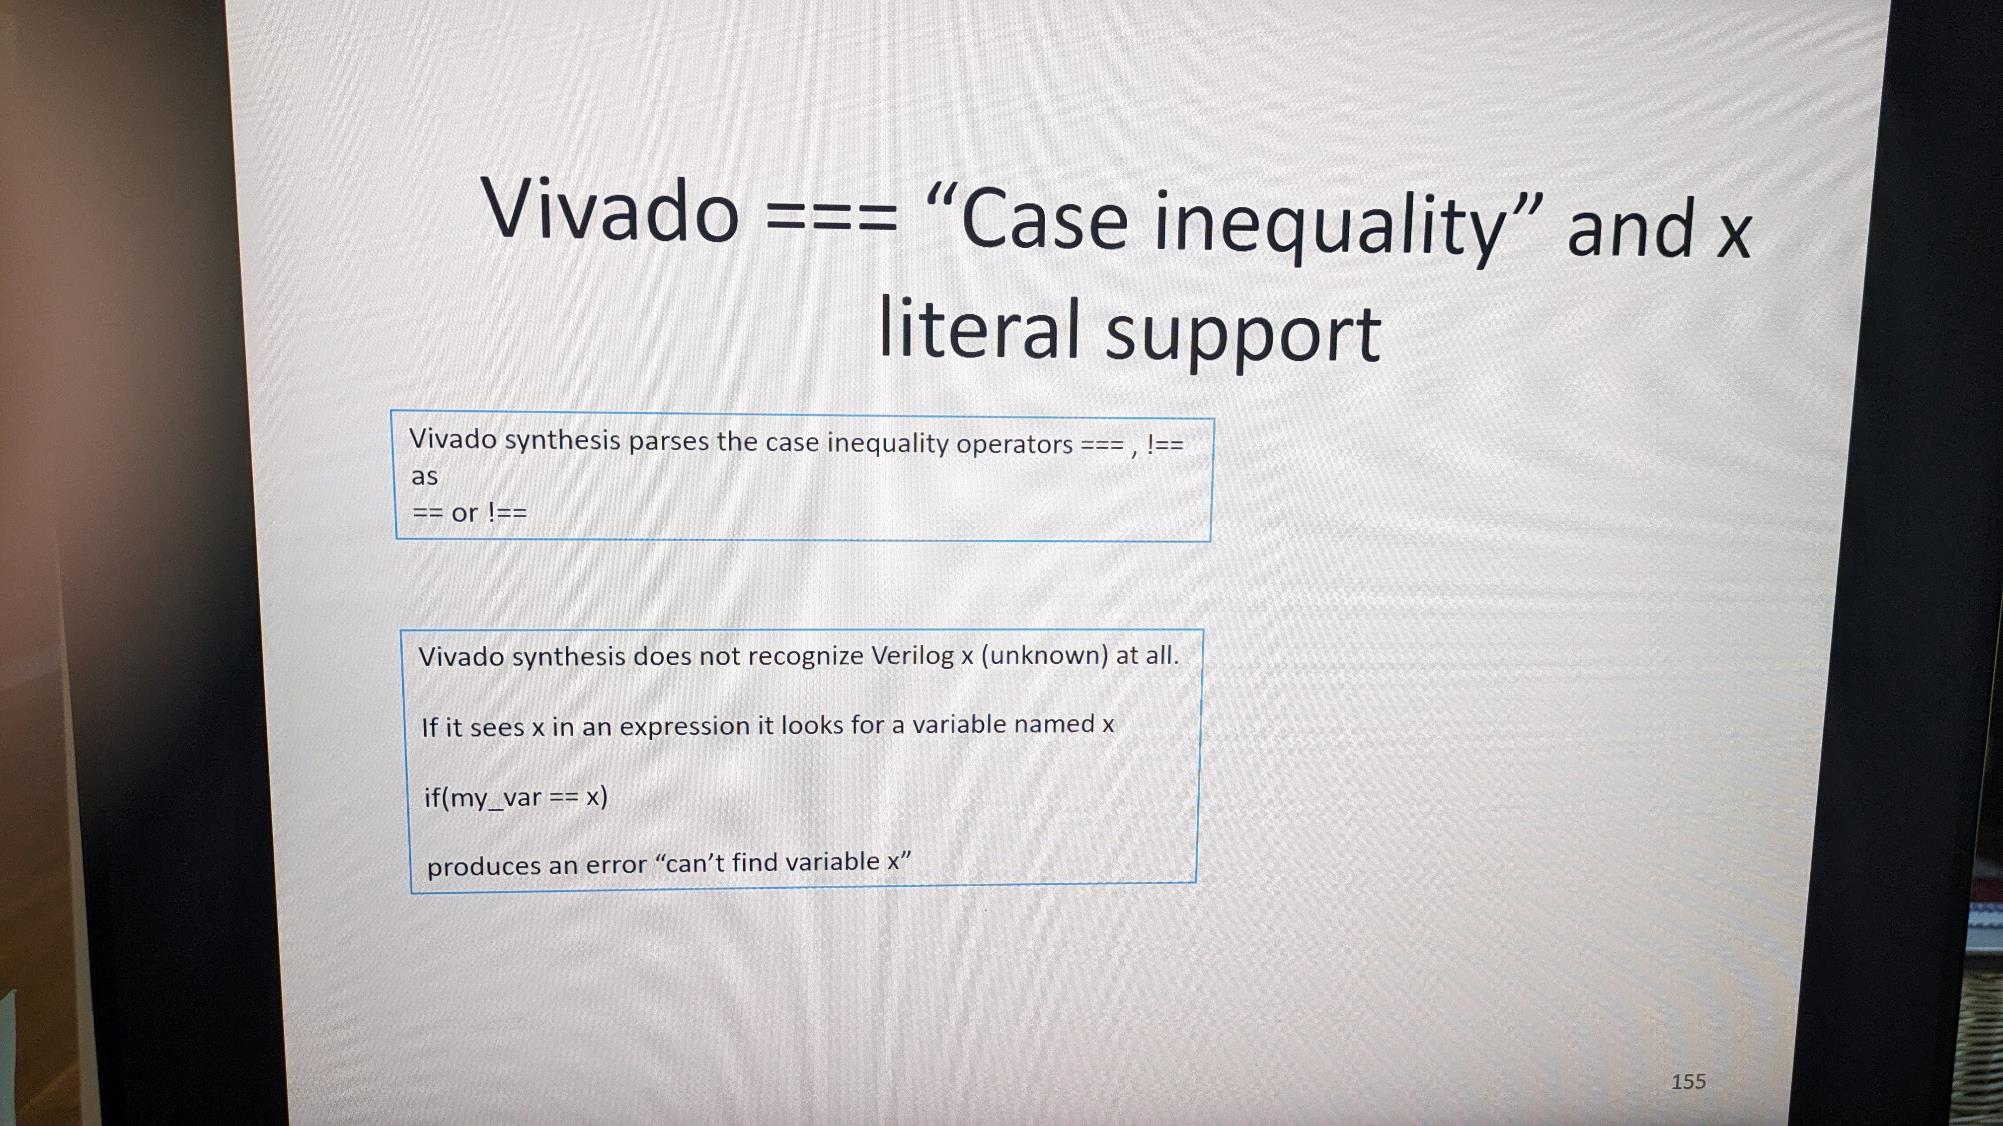 Vivado === “Case inequality” and x
literal support
Vivado synthesis parses the case inequality operators === , !==
as
== or !==
Vivado synthesis does not recognize Verilog x (unknown) at all.
If it sees x in an expression it looks for a variable named x
if(my_var == x)
produces an error “can’t find variable x”
155